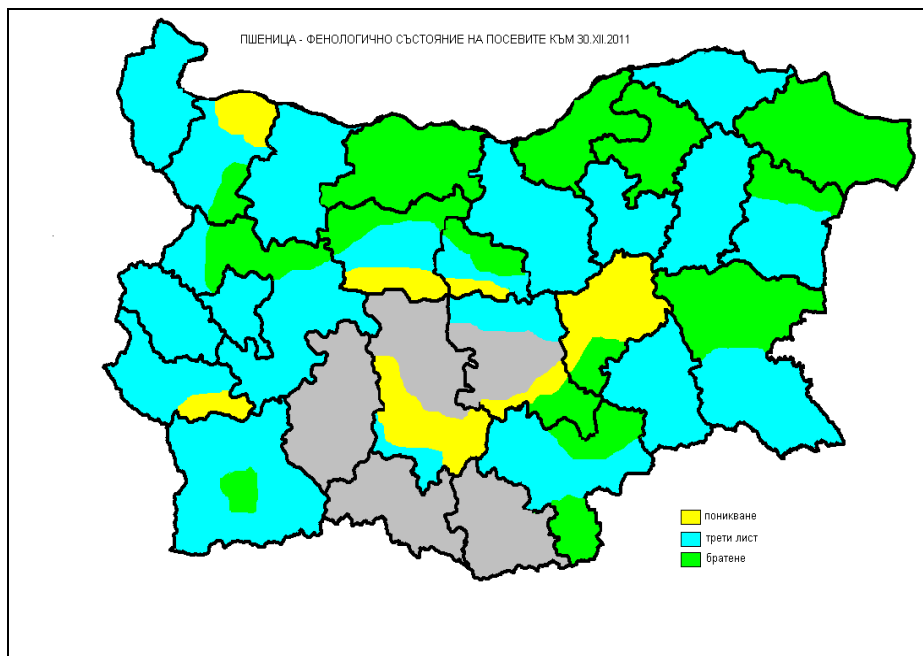 ПШЕНИЦА - ФЕНОЛОГИЧНО СЪСТОЯНИЕ НА ПОСЕВИТЕ КЪМ 30.XII.2011
поникване
трети лист
братене